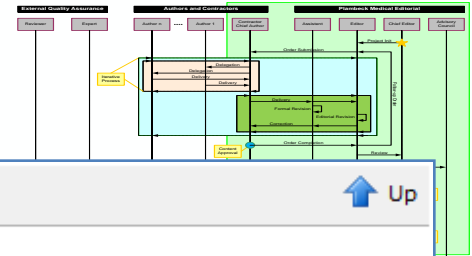 External Quality Assurance
Authors and Contractors
Plambeck Medical Editorial
Reviewer
Expert
Author n
....
Author 1
Contractor
Chief Author
Assistant
Editor
Chief Editor
Advisory
Council
Project Init
Order Submission
Delegation
Delegation
Delivery
Delivery
Iterative
Process
Delivery
Formal Revision
Editorial Revision
Correction
Order Completion
Content
Approval
Review
Up